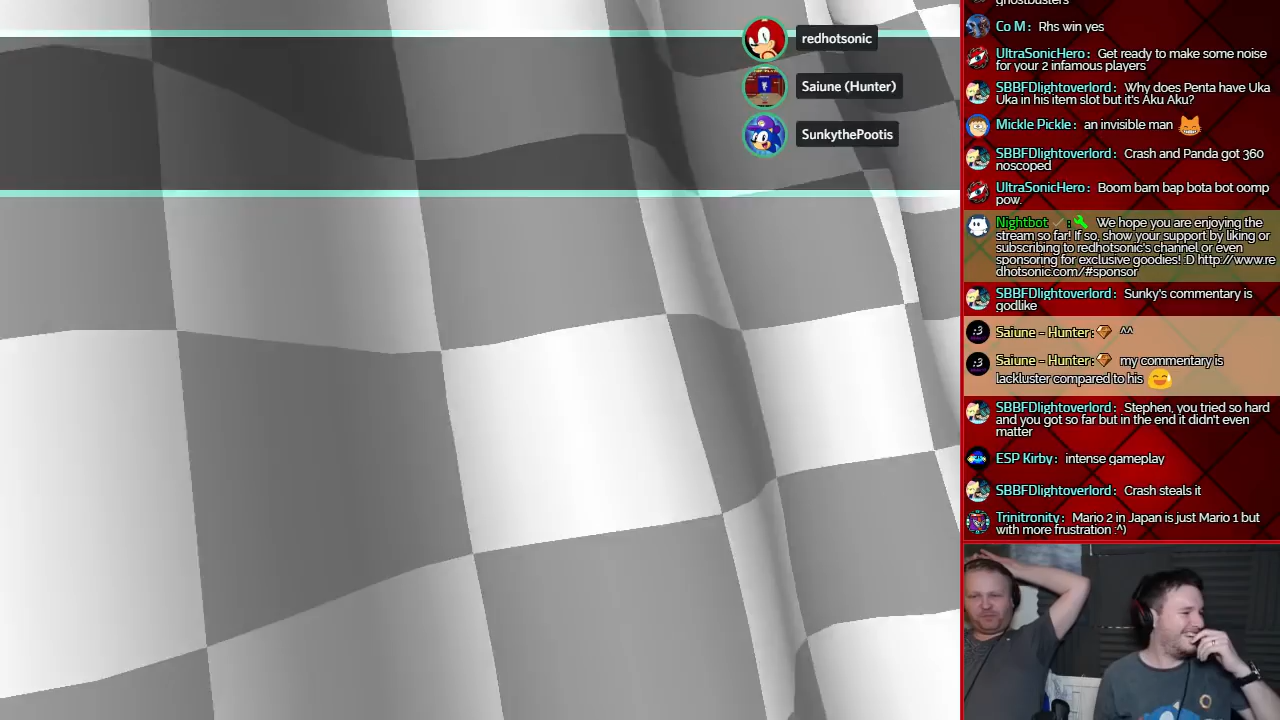 redhotsonic
Saiune (Hunter)
SunkythePootis
ghostbusters
Co M: Rhs win yes
UltraSonicHero: Get ready to make some noise
for your 2 infamous players
SBBFDlightoverlord: Why does Penta have Uka
Uka in his item slot but it's Aku Aku?
Mickle Pickle: an invisible man 😹
SBBFDlightoverlord: Crash and Panda got 360
noscoped
UltraSonicHero: Boom bam bap bota bot oomp
pow.
Nightbot ✓: We hope you are enjoying the
stream so far! If so, show your support by liking or
subscribing to redhotsonic's channel or even
sponsoring for exclusive goodies! :D http://www.re
dhotsonic.com/#sponsor
SBBFDlightoverlord: Sunky's commentary is
godlike
Saiune - Hunter: ^^
Saiune - Hunter: my commentary is
lackluster compared to his 😅
SBBFDlightoverlord: Stephen, you tried so hard
and you got so far but in the end it didn't even
matter
ESP Kirby: intense gameplay
SBBFDlightoverlord: Crash steals it
Trinitronity: Mario 2 in Japan is just Mario 1 but
with more frustration :^)